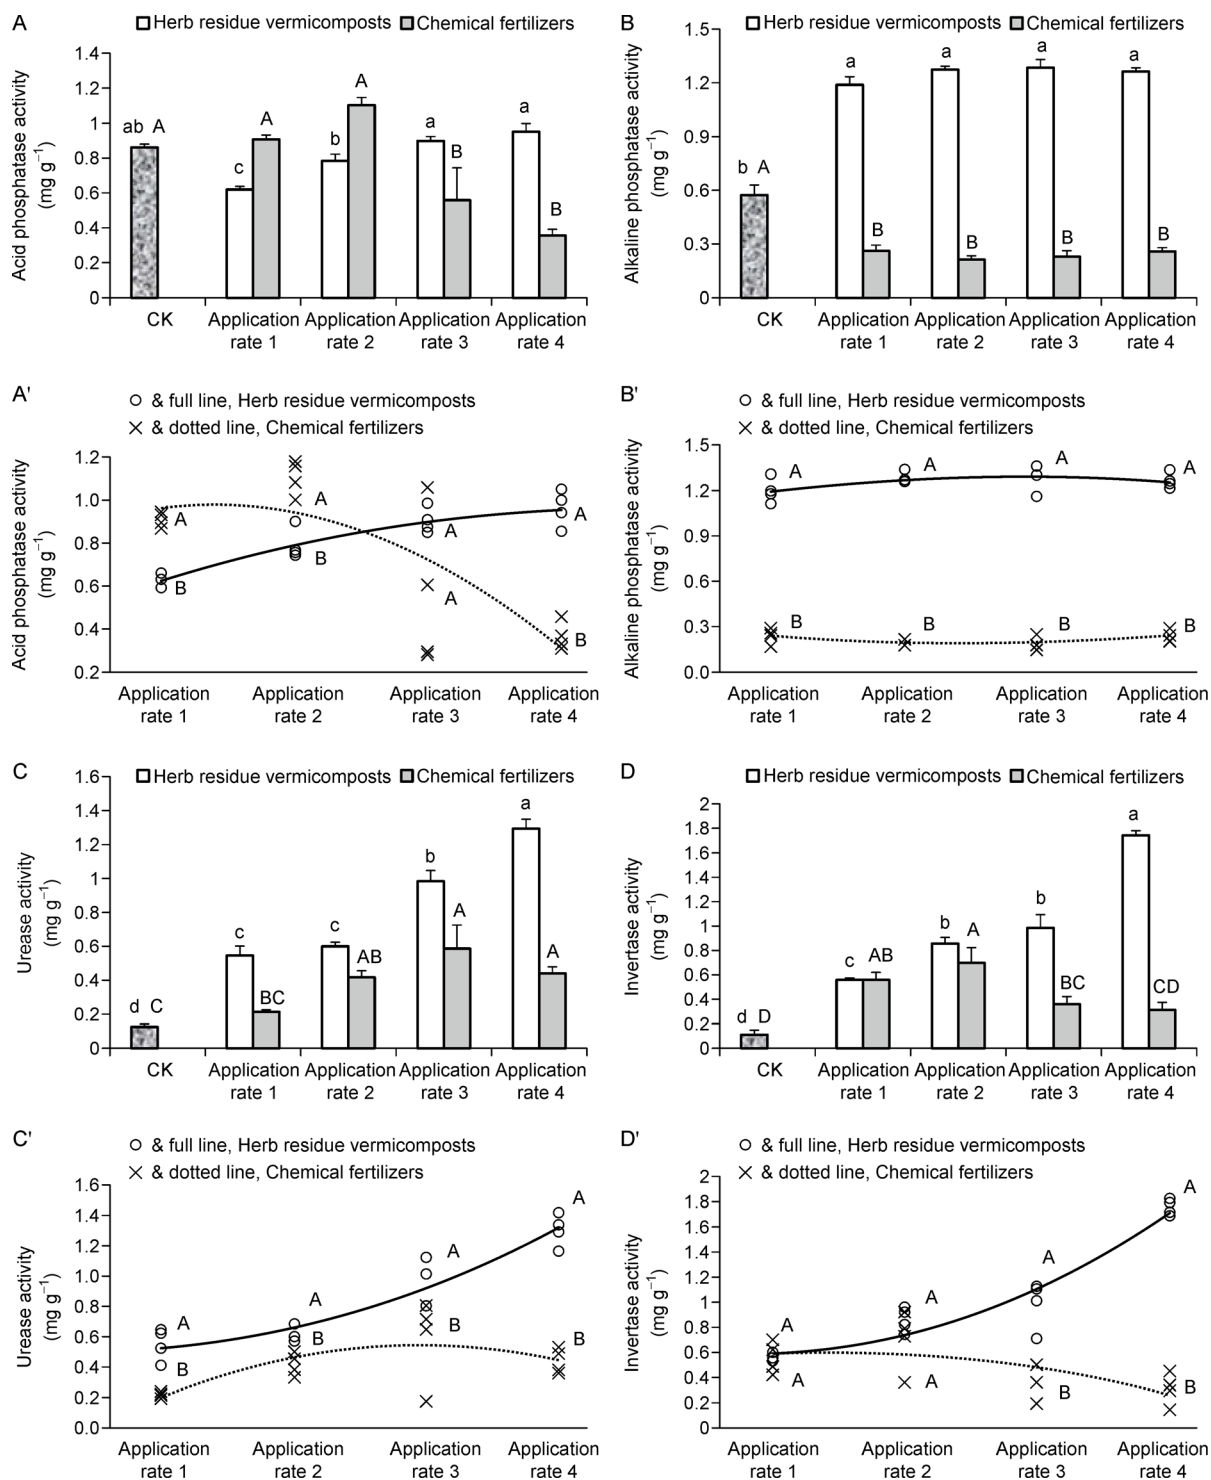 A
Herb residue vermicomposts Chemical fertilizers
Acid phosphatase activity
(mg g⁻¹)
1.4
1.2
1
0.8
0.6
0.4
0.2
0
ab A
c
A
b
A
a
B
a
B
CK
Application rate 1
Application rate 2
Application rate 3
Application rate 4
B
Herb residue vermicomposts Chemical fertilizers
Alkaline phosphatase activity
(mg g⁻¹)
1.5
1.2
0.9
0.6
0.3
0
b A
a
B
a
B
a
B
a
B
CK
Application rate 1
Application rate 2
Application rate 3
Application rate 4
A'
& full line, Herb residue vermicomposts
& dotted line, Chemical fertilizers
Acid phosphatase activity
(mg g⁻¹)
1.2
1.0
0.8
0.6
0.4
0.2
A
B
A
B
A
A
A
B
Application rate 1
Application rate 2
Application rate 3
Application rate 4
B'
& full line, Herb residue vermicomposts
& dotted line, Chemical fertilizers
Alkaline phosphatase activity
(mg g⁻¹)
1.5
1.2
0.9
0.6
0.3
0.0
A
B
A
B
A
B
A
B
Application rate 1
Application rate 2
Application rate 3
Application rate 4
C
Herb residue vermicomposts Chemical fertilizers
Urease activity
(mg g⁻¹)
1.6
1.4
1.2
1
0.8
0.6
0.4
0.2
0
d C
c
BC
c
AB
b
A
a
A
CK
Application rate 1
Application rate 2
Application rate 3
Application rate 4
D
Herb residue vermicomposts Chemical fertilizers
Invertase activity
(mg g⁻¹)
2
1.8
1.4
1.2
1
0.8
0.6
0.4
0.2
0
d D
c
AB
b
A
b
BC
a
CD
CK
Application rate 1
Application rate 2
Application rate 3
Application rate 4
C'
& full line, Herb residue vermicomposts
& dotted line, Chemical fertilizers
Urease activity
(mg g⁻¹)
1.6
1.4
1.2
1.0
0.8
0.6
0.4
0.2
0.0
A
B
A
B
A
B
A
B
Application rate 1
Application rate 2
Application rate 3
Application rate 4
D'
& full line, Herb residue vermicomposts
& dotted line, Chemical fertilizers
Invertase activity
(mg g⁻¹)
2
1.8
1.4
1.2
1
0.8
0.6
0.4
0.2
0
A
A
A
A
A
B
A
B
Application rate 1
Application rate 2
Application rate 3
Application rate 4